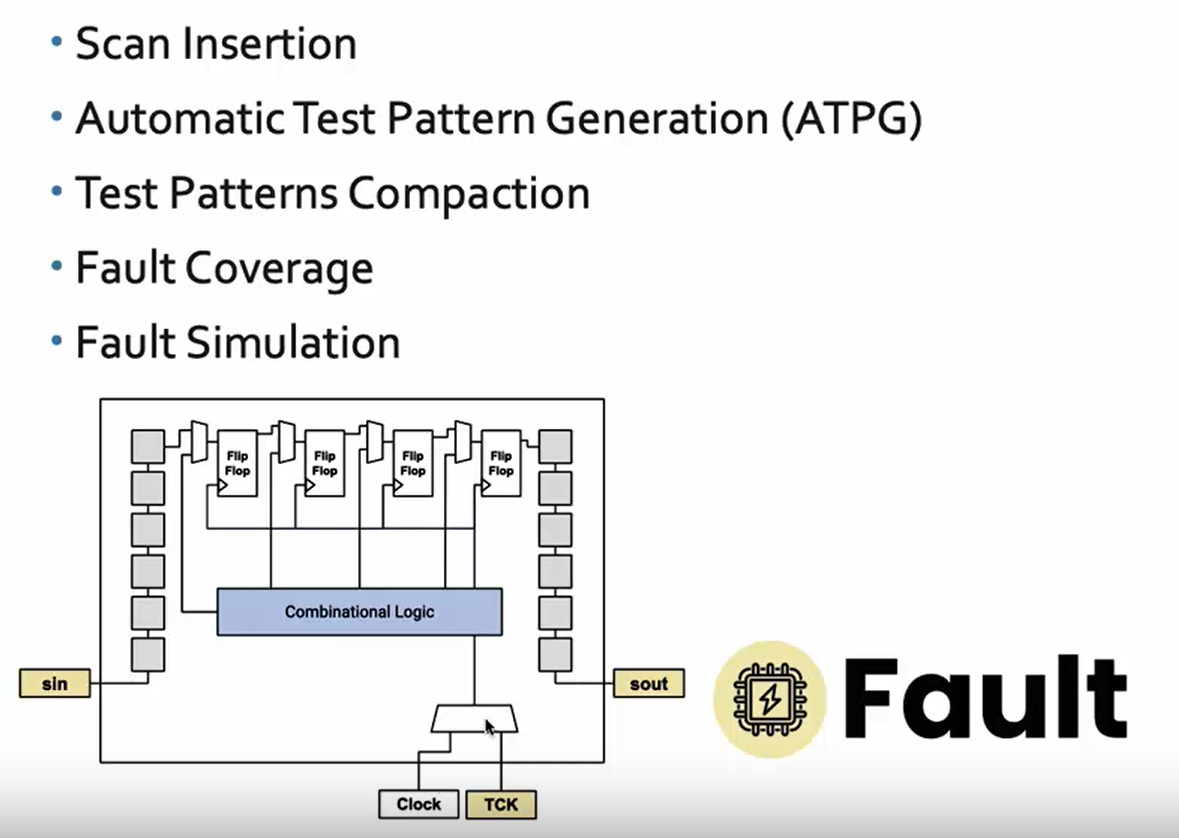 • Scan Insertion
• Automatic Test Pattern Generation (ATPG)
• Test Patterns Compaction
• Fault Coverage
• Fault Simulation
Flip
Flop
Flip
Flop
Flip
Flop
Flip
Flop
Combinational Logic
sin
sout
Fault
Clock
TCK